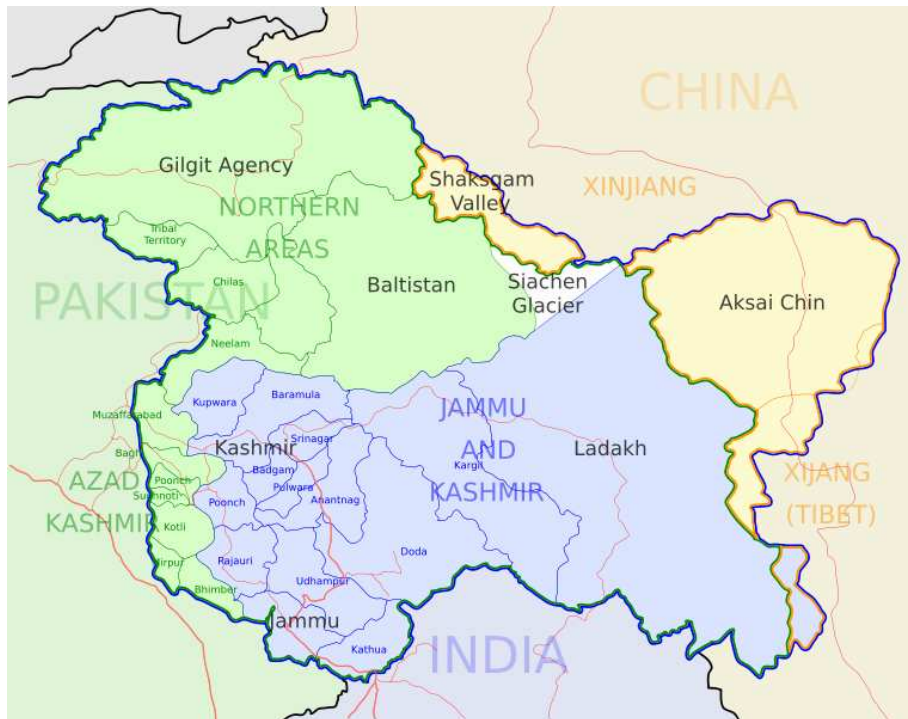 CHINA
Gilgit Agency
Shaksgam
Valley
XINJIANG
NORTHERN
AREAS
Tribal
Territory
Chilas
Baltistan
Siachen
Glacier
Aksai Chin
PAKISTAN
Neelam
Kupwara
Baramula
Muzaffarabad
JAMMU
AND
KASHMIR
Kashmir
Srinagar
Ladakh
Bagh
Badgam
Kargil
Pulwara
Poonch
AZAD
KASHMIR
Sudhnoti
Poonch
Anantnag
XIJANG
(TIBET)
Kotli
Doda
Mirpur
Rajauri
Udhampur
Bhimber
Jammu
Kathua
INDIA